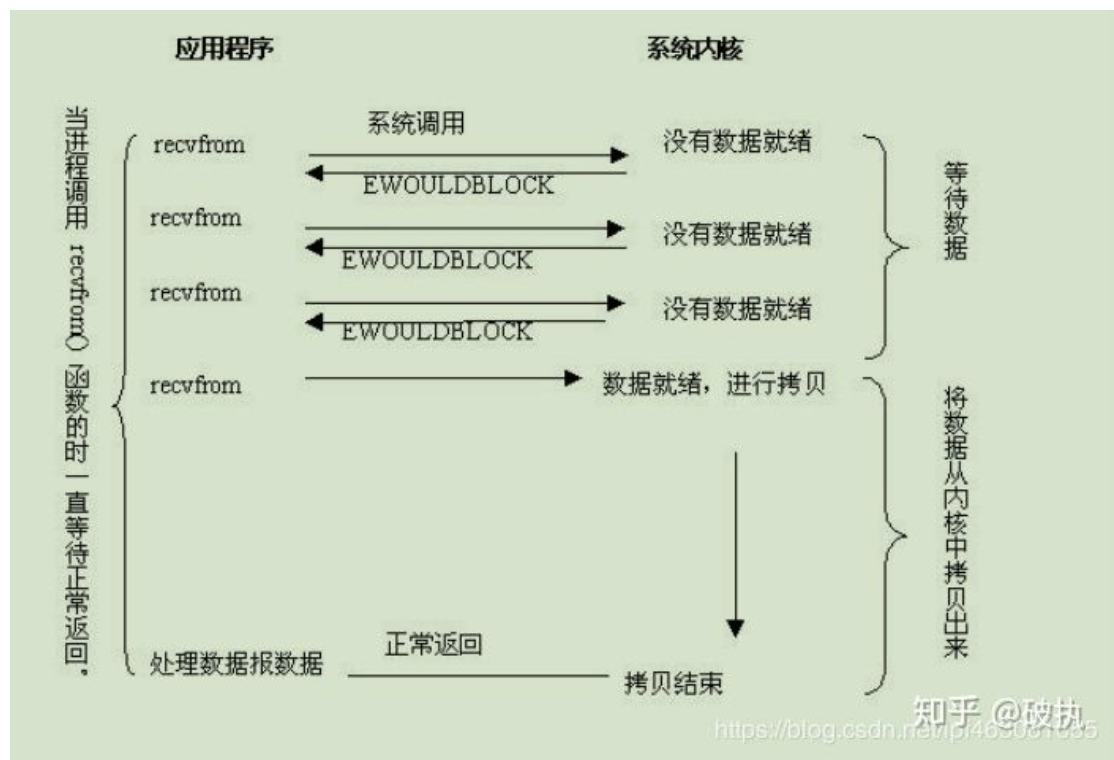 应用程序
系统内核
当进程调用 recvfrom() 函数的时一直等待正常返回。
recvfrom
系统调用
没有数据就绪
EWOULDBLOCK
recvfrom
没有数据就绪
EWOULDBLOCK
recvfrom
没有数据就绪
EWOULDBLOCK
等待数据
recvfrom
数据就绪，进行拷贝
将数据从内核中拷贝出来
处理数据报数据
正常返回
拷贝结束
知乎 @破执